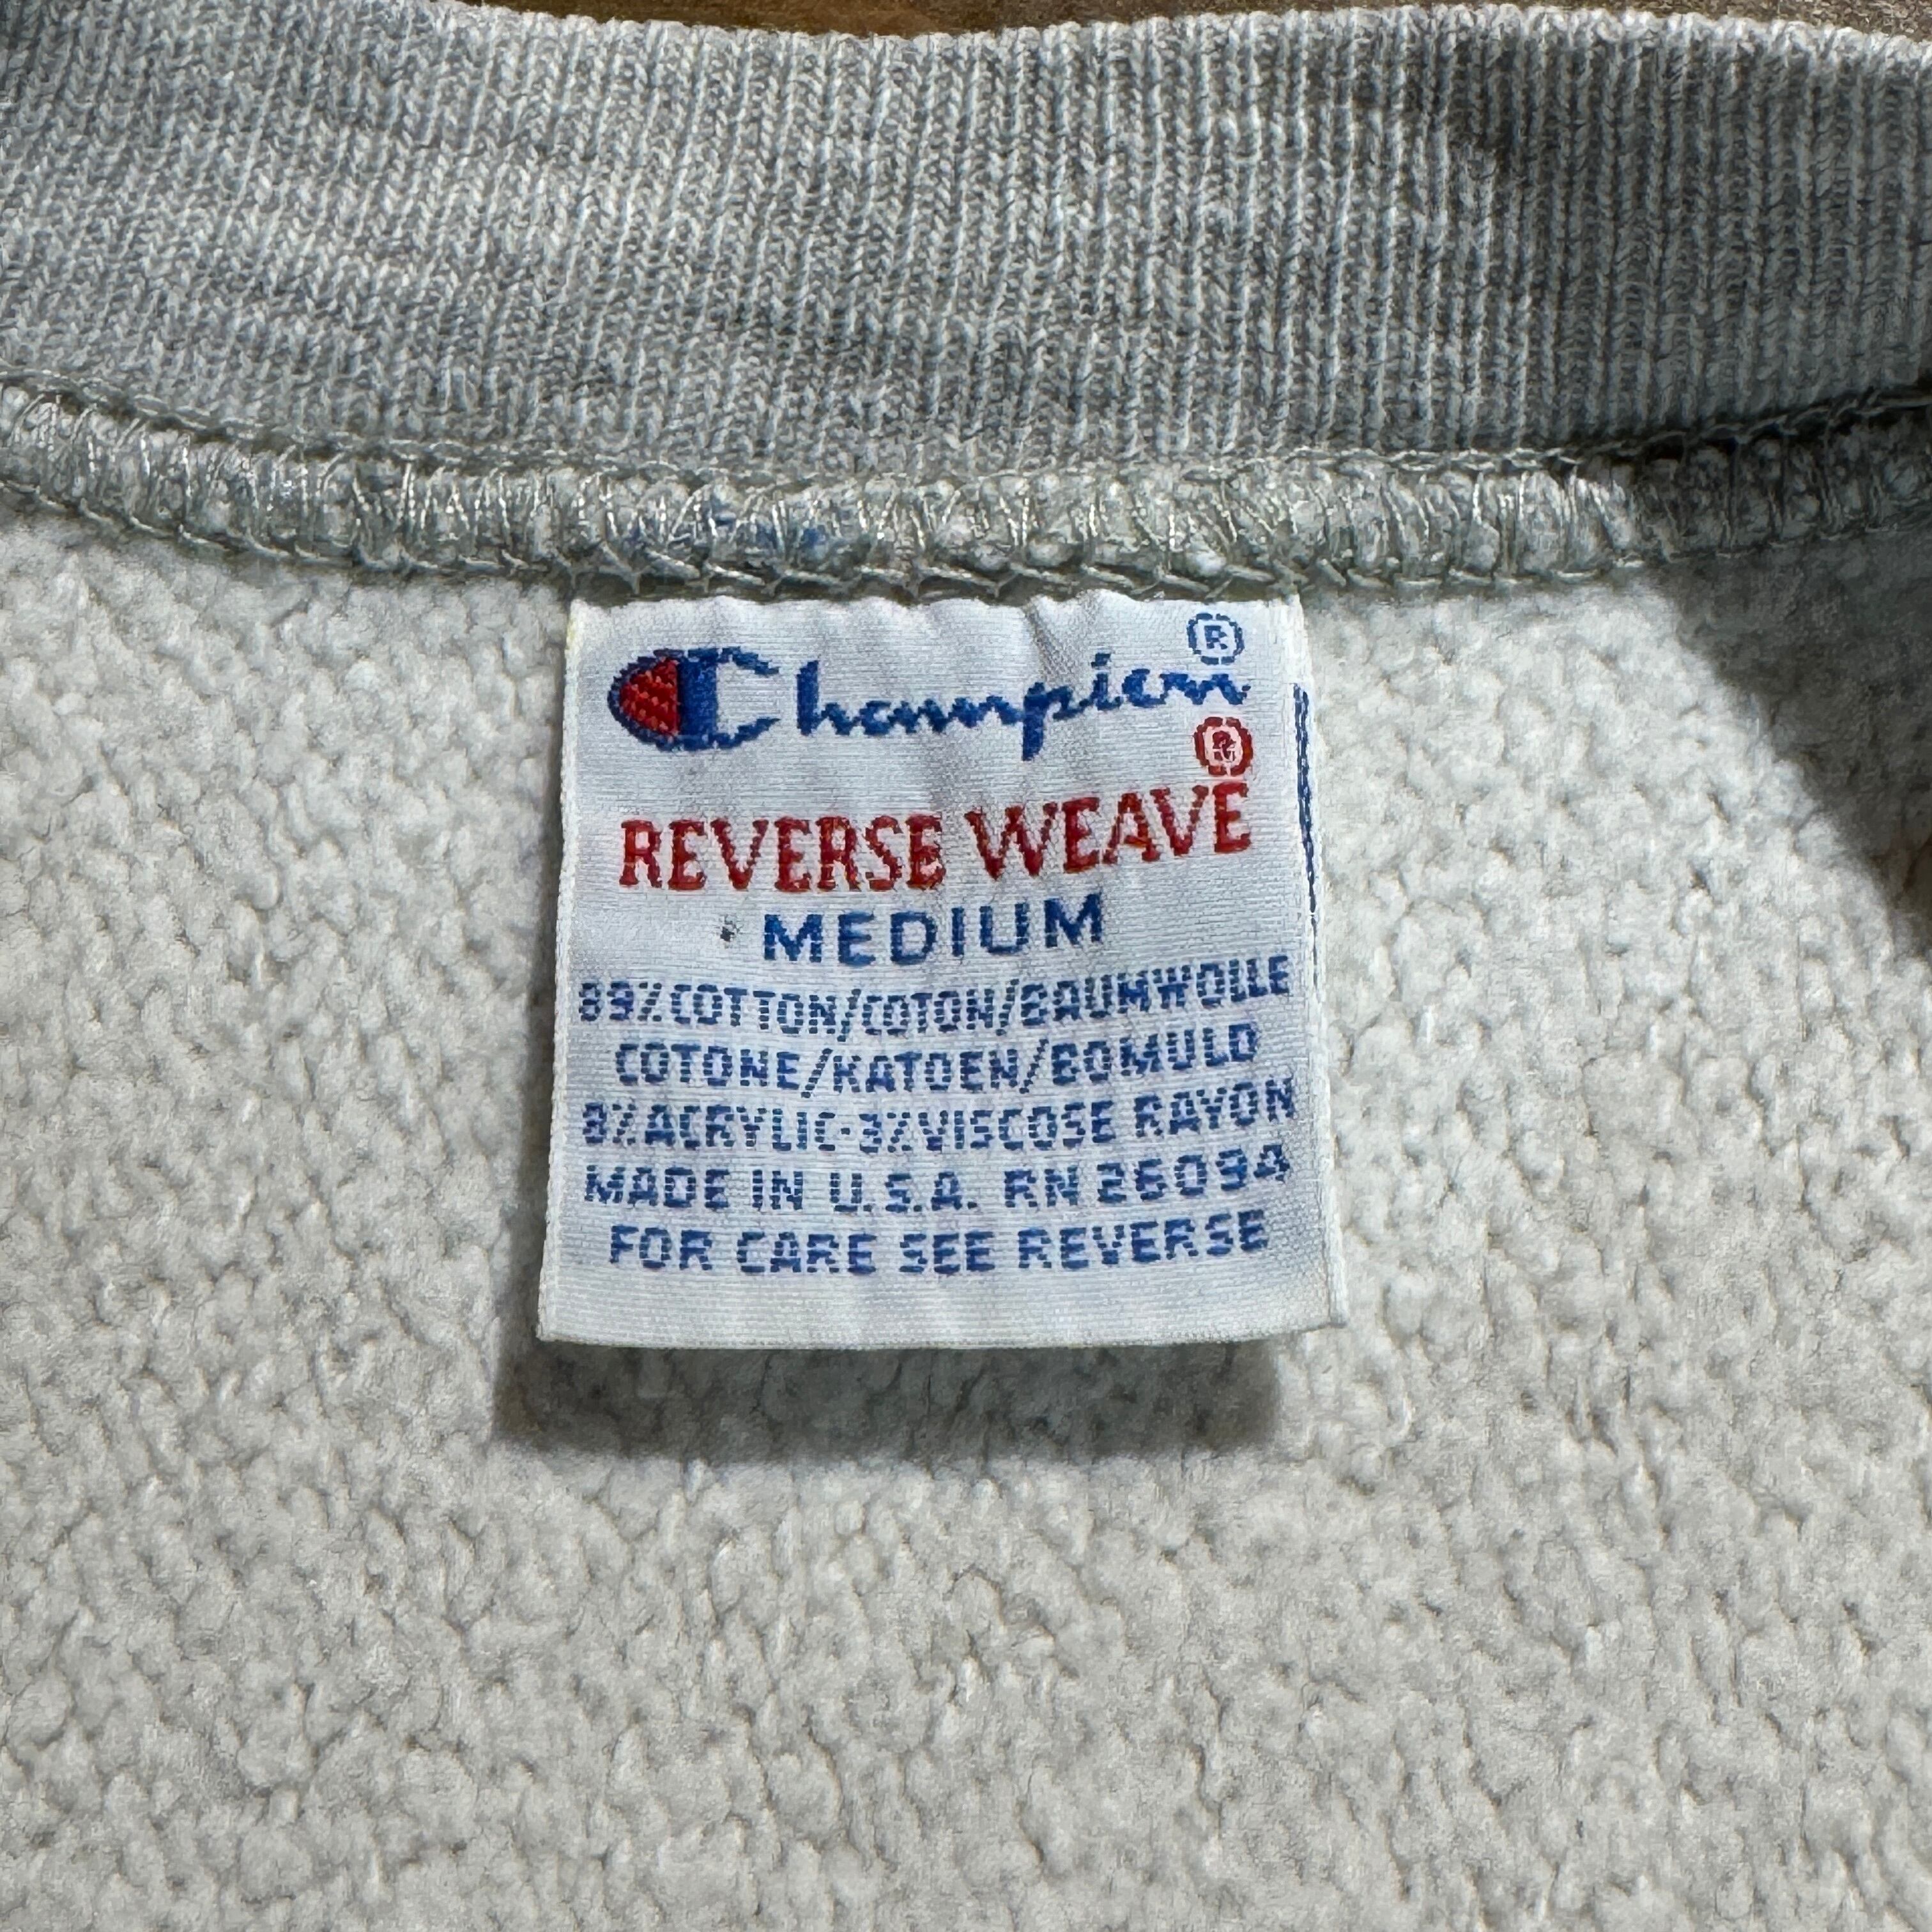 Champion®
®
REVERSE WEAVE
MEDIUM
89% COTTON/COTON/BAUMWOLLE
COTONE/KATOEN/BOMULD
8% ACRYLIC-3% VISCOSE RAYON
MADE IN U.S.A. RN 26094
FOR CARE SEE REVERSE